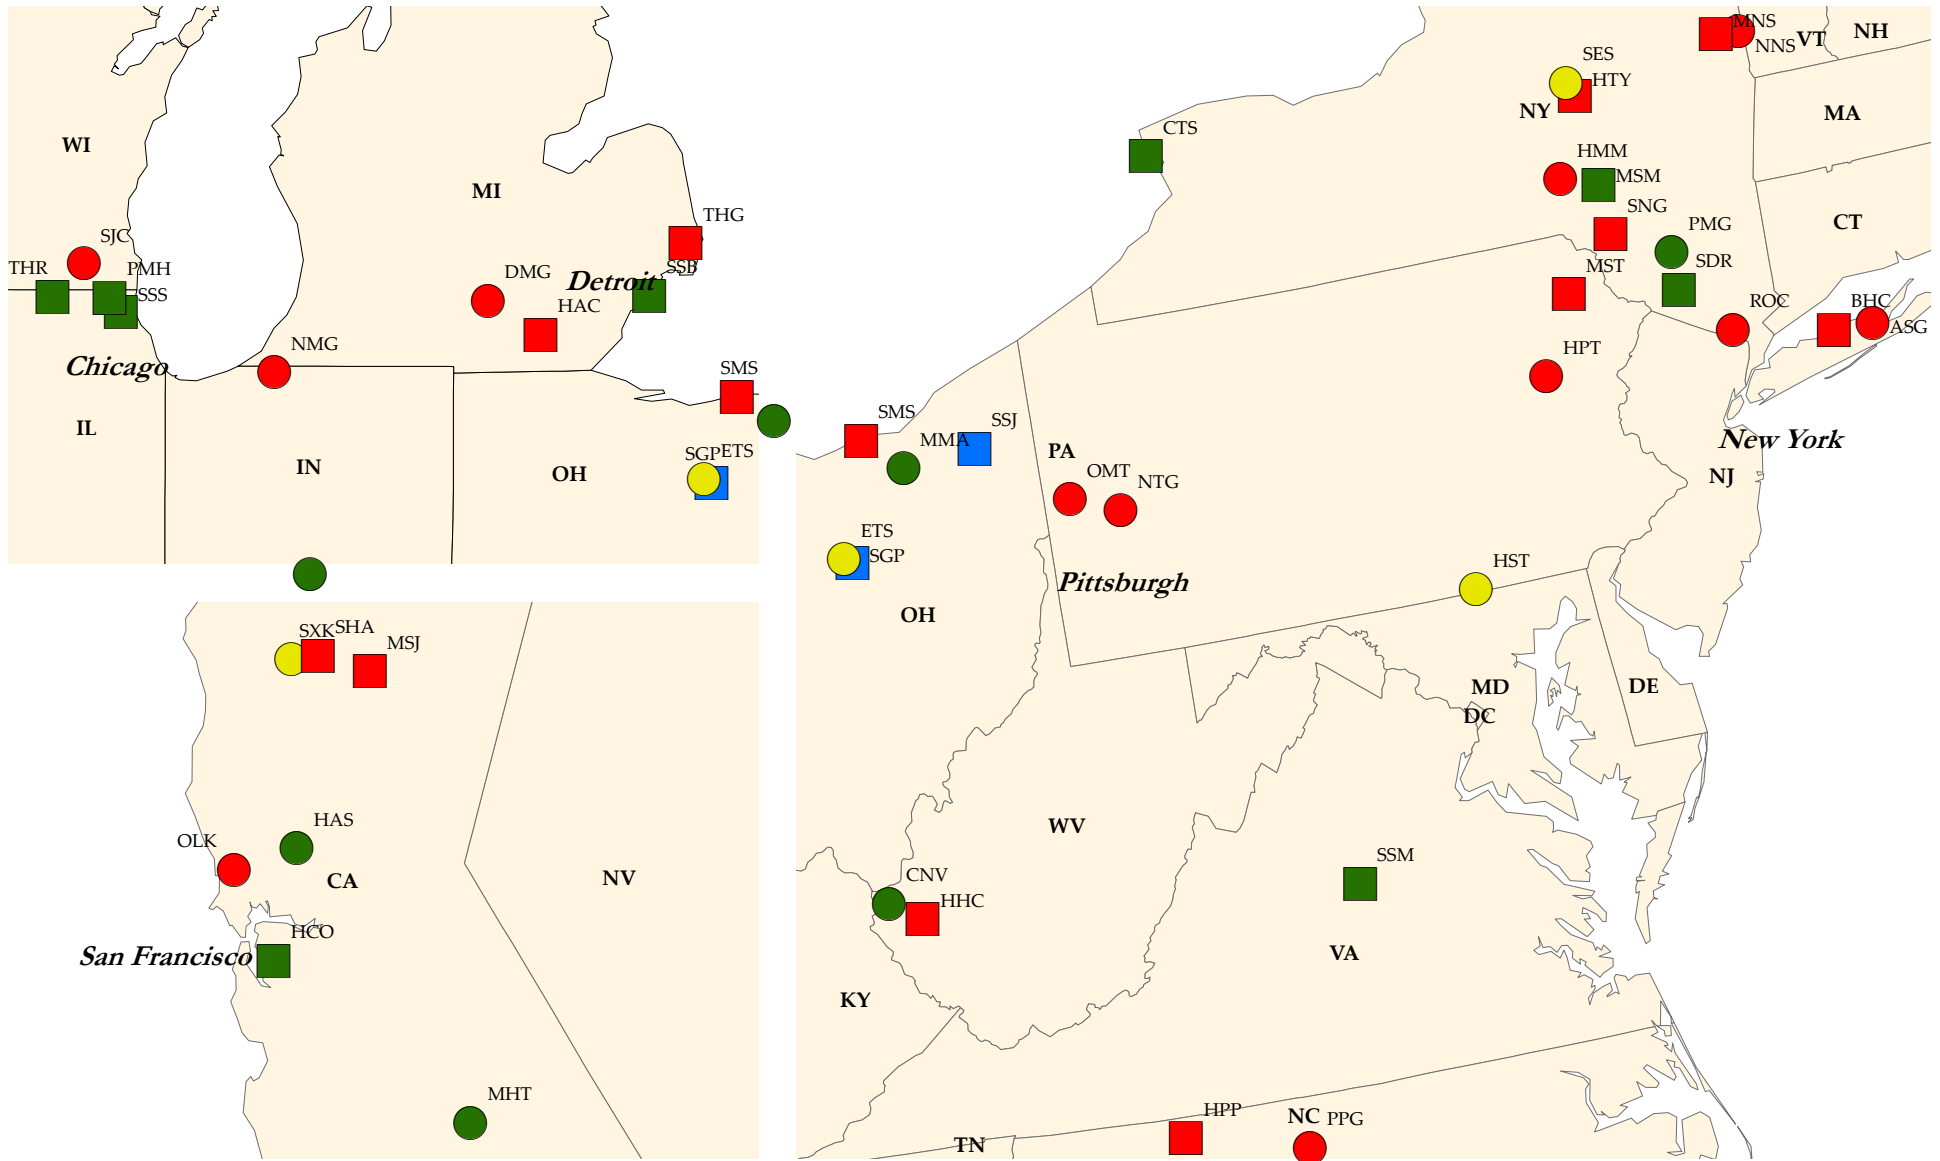 WI
MI
SJC
THR
PMH
SSS
Chicago
NMG
DMG
HAC
Detroit
THG
SSB
SMS
SGP
ETS
IL
IN
OH
SXK
SHA
MSJ
OLK
HAS
CA
NV
HCO
San Francisco
MHT
MNS
NNS
VT
NH
SES
HTY
NY
MA
CTS
HMM
MSM
SNG
PMG
CT
MST
SDR
ROC
BHC
ASG
HPT
SMS
MMA
SSJ
PA
OMT
NTG
New York
NJ
ETS
SGP
Pittsburgh
HST
OH
MD
DC
DE
WV
CNV
HHC
SSM
VA
KY
HPP
NC
PPG
TN